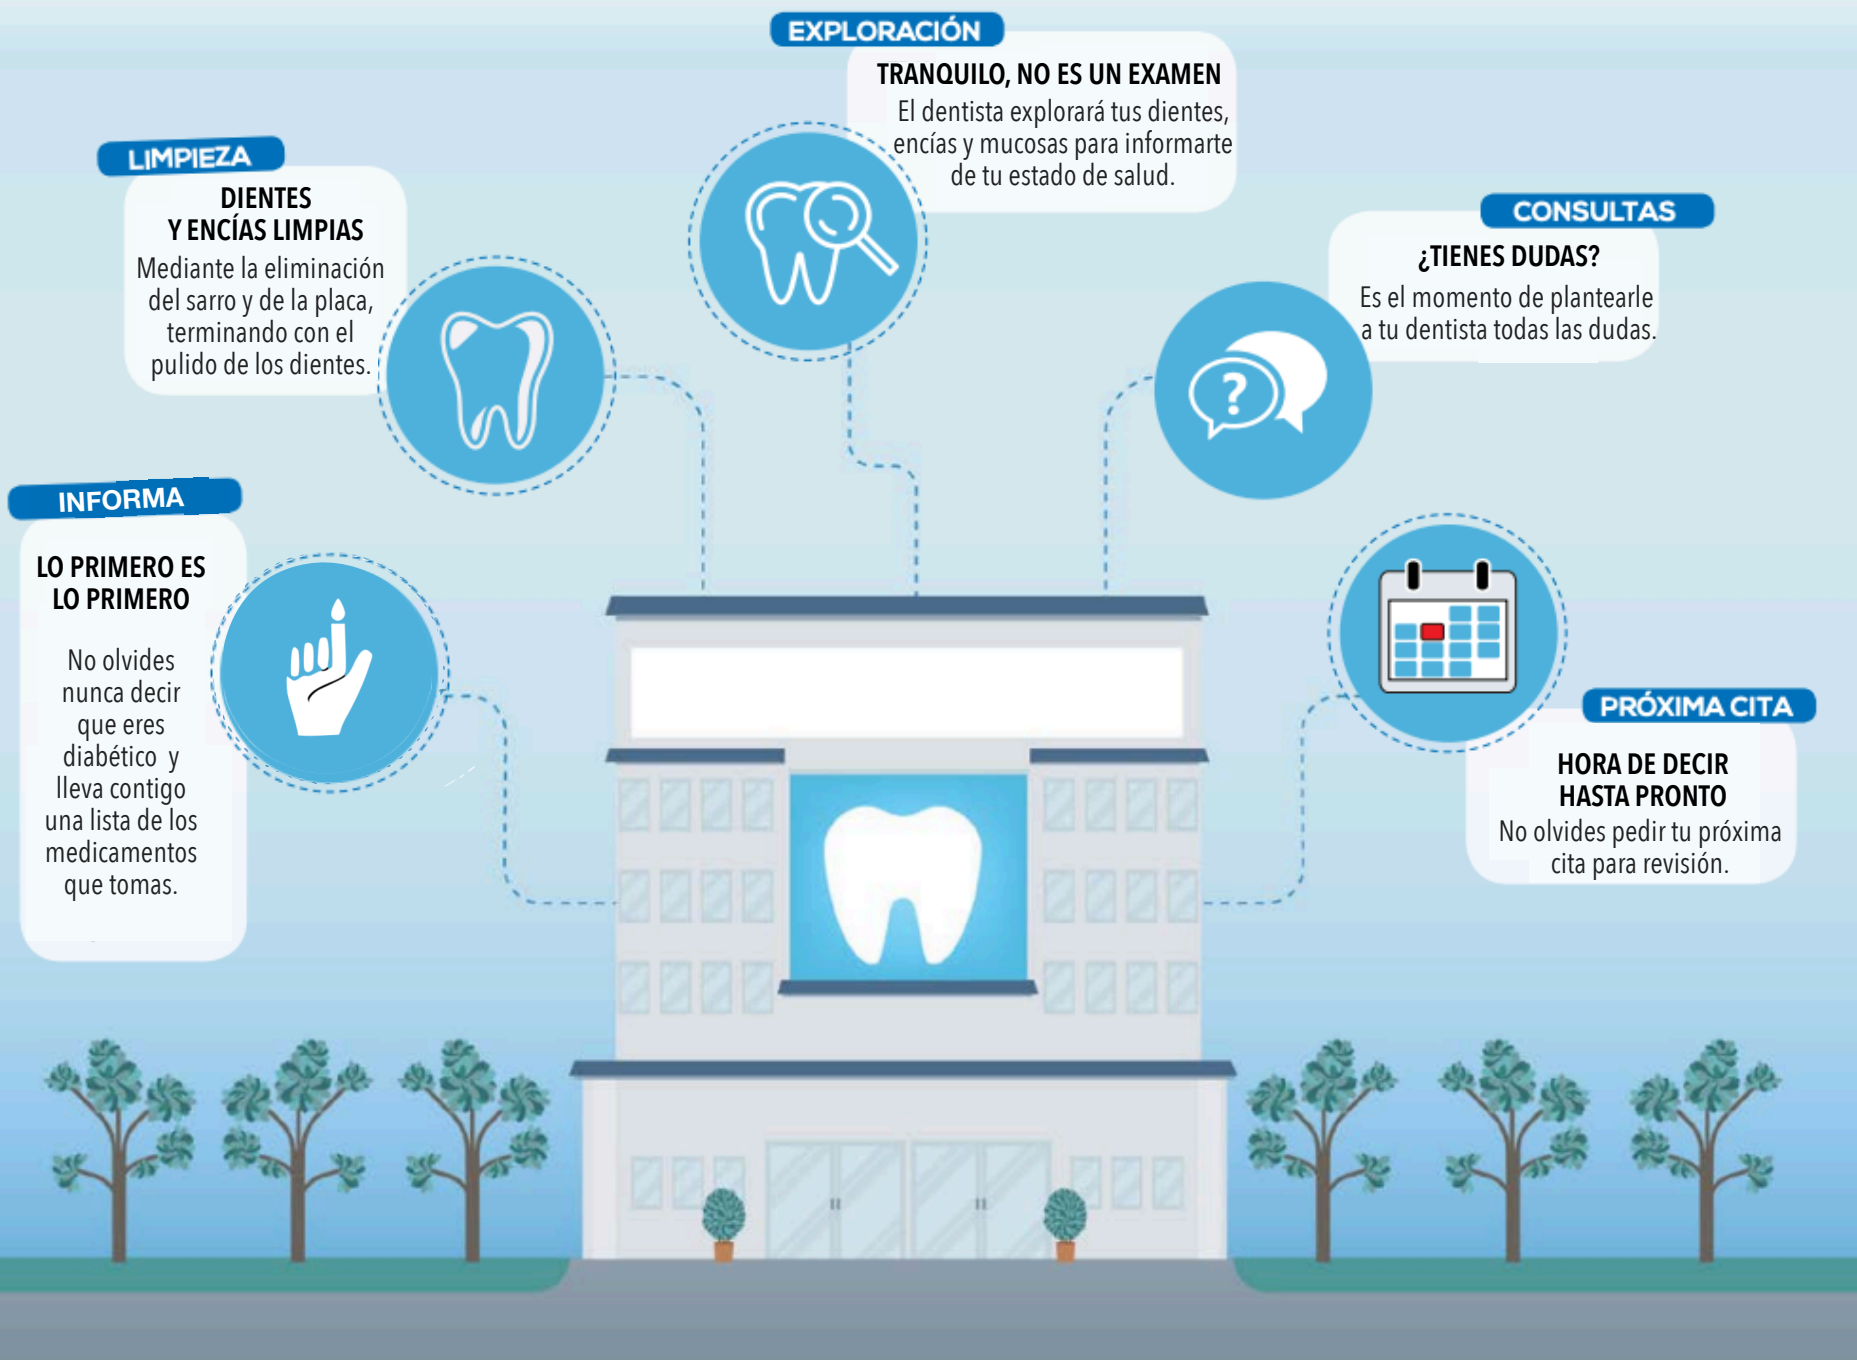 INFORMA
LO PRIMERO ES
LO PRIMERO
No olvides
nunca decir
que eres
diabético y
lleva contigo
una lista de los
medicamentos
que tomas.
LIMPIEZA
DIENTES
Y ENCÍAS LIMPIAS
Mediante la eliminación
del sarro y de la placa,
terminando con el
pulido de los dientes.
EXPLORACIÓN
TRANQUILO, NO ES UN EXAMEN
El dentista explorará tus dientes,
encías y mucosas para informarte
de tu estado de salud.
CONSULTAS
¿TIENES DUDAS?
Es el momento de plantearle
a tu dentista todas las dudas.
?
PRÓXIMA CITA
HORA DE DECIR
HASTA PRONTO
No olvides pedir tu próxima
cita para revisión.